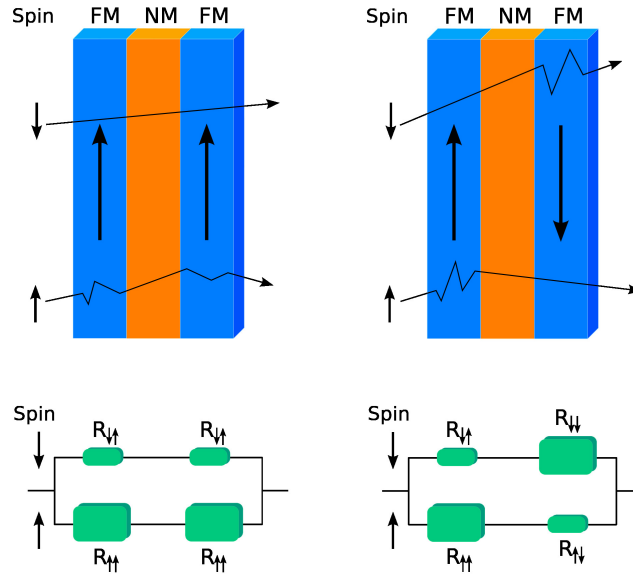 Spin FM NM FM
Spin FM NM FM
Spin
R↓↑ R↓↑
R↑↑ R↑↑
Spin
R↓↑ R↓↓
R↑↑ R↑↓